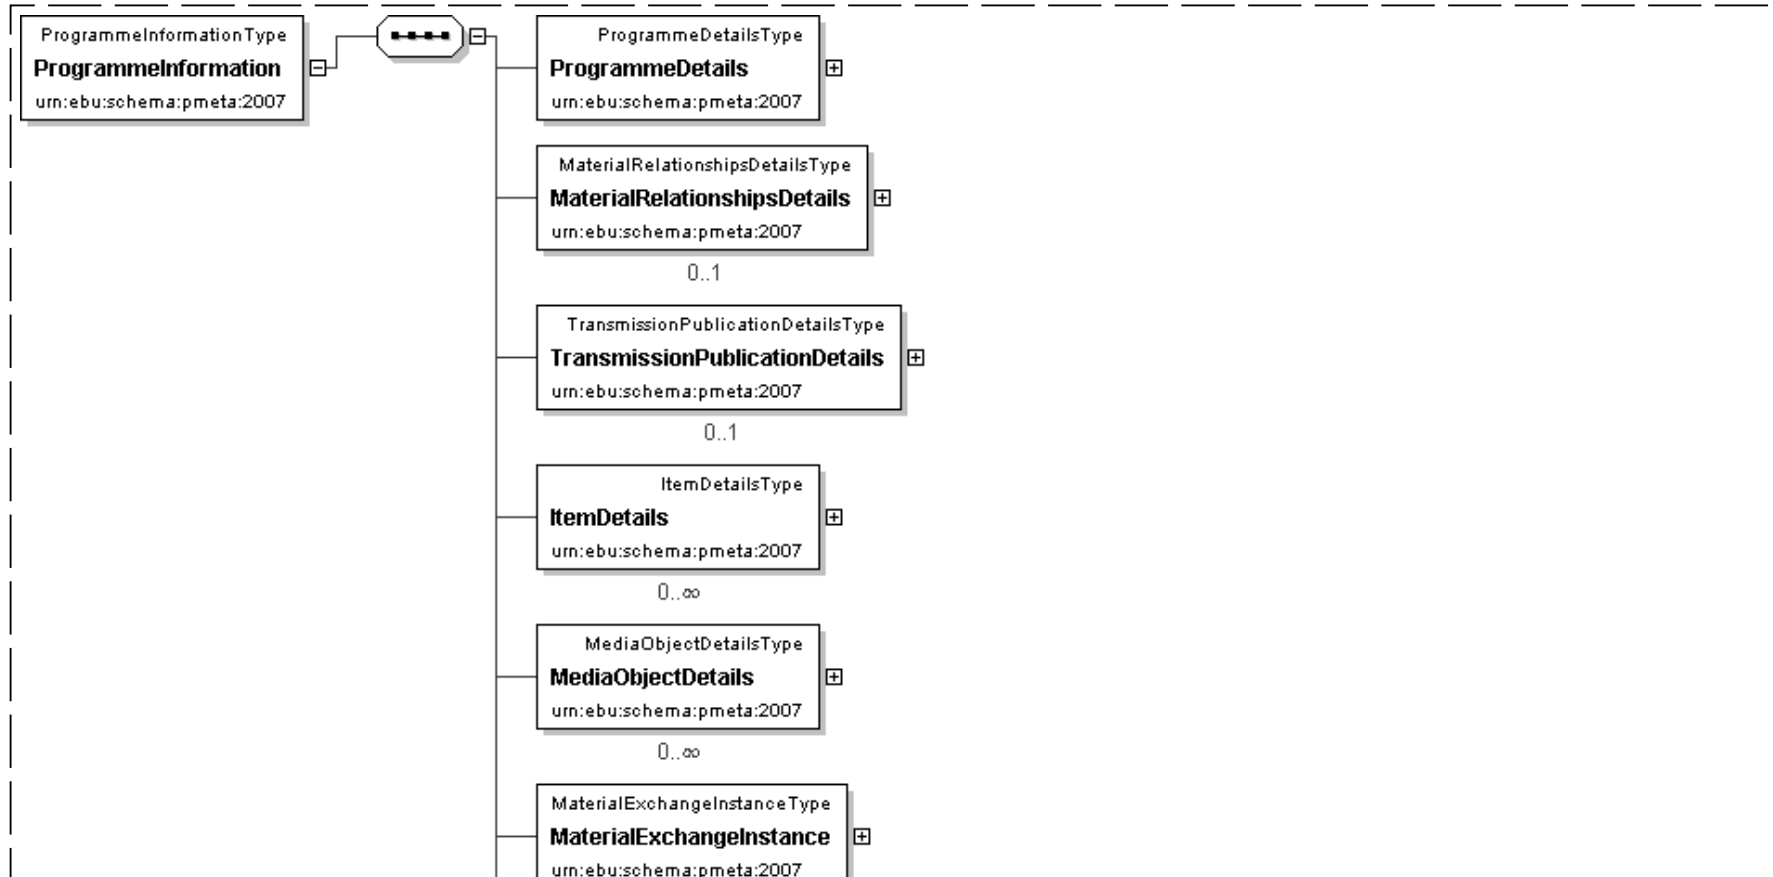 ProgrammeInformationType
ProgrammeInformation
urn:ebu:schema:pmeta:2007
ProgrammeDetailsType
ProgrammeDetails
urn:ebu:schema:pmeta:2007
MaterialRelationshipsDetailsType
MaterialRelationshipsDetails
urn:ebu:schema:pmeta:2007
0..1
TransmissionPublicationDetailsType
TransmissionPublicationDetails
urn:ebu:schema:pmeta:2007
0..1
ItemDetailsType
ItemDetails
urn:ebu:schema:pmeta:2007
0..∞
MediaObjectDetailsType
MediaObjectDetails
urn:ebu:schema:pmeta:2007
0..∞
MaterialExchangeInstanceType
MaterialExchangeInstance
urn:ebu:schema:pmeta:2007